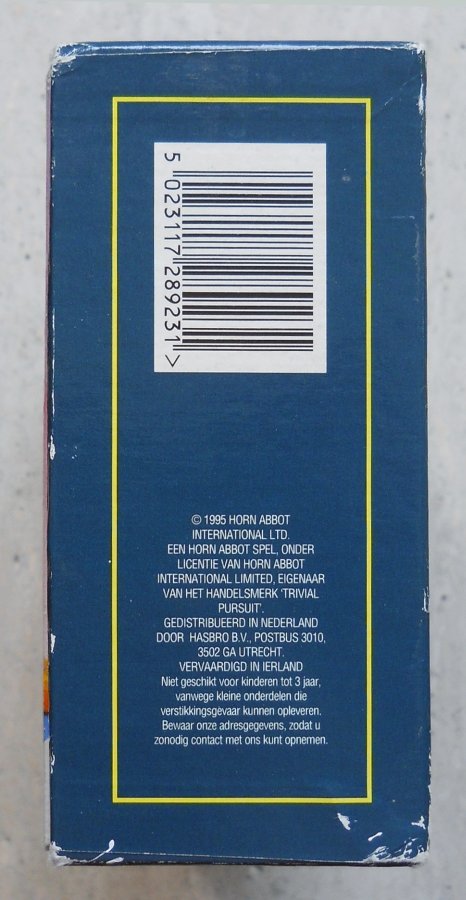 5 023117 289231 >
© 1995 HORN ABBOT
INTERNATIONAL LTD.
EEN HORN ABBOT SPEL, ONDER
LICENTIE VAN HORN ABBOT
INTERNATIONAL LIMITED, EIGENAAR
VAN HET HANDELSMERK 'TRIVIAL
PURSUIT'.
GEDISTRIBUEERD IN NEDERLAND
DOOR HASBRO B.V., POSTBUS 3010,
3502 GA UTRECHT.
VERVAARDIGD IN IERLAND
Niet geschikt voor kinderen tot 3 jaar,
vanwege kleine onderdelen die
verstikkingsgevaar kunnen opleveren.
Bewaar onze adresgegevens, zodat u
zonodig contact met ons kunt opnemen.